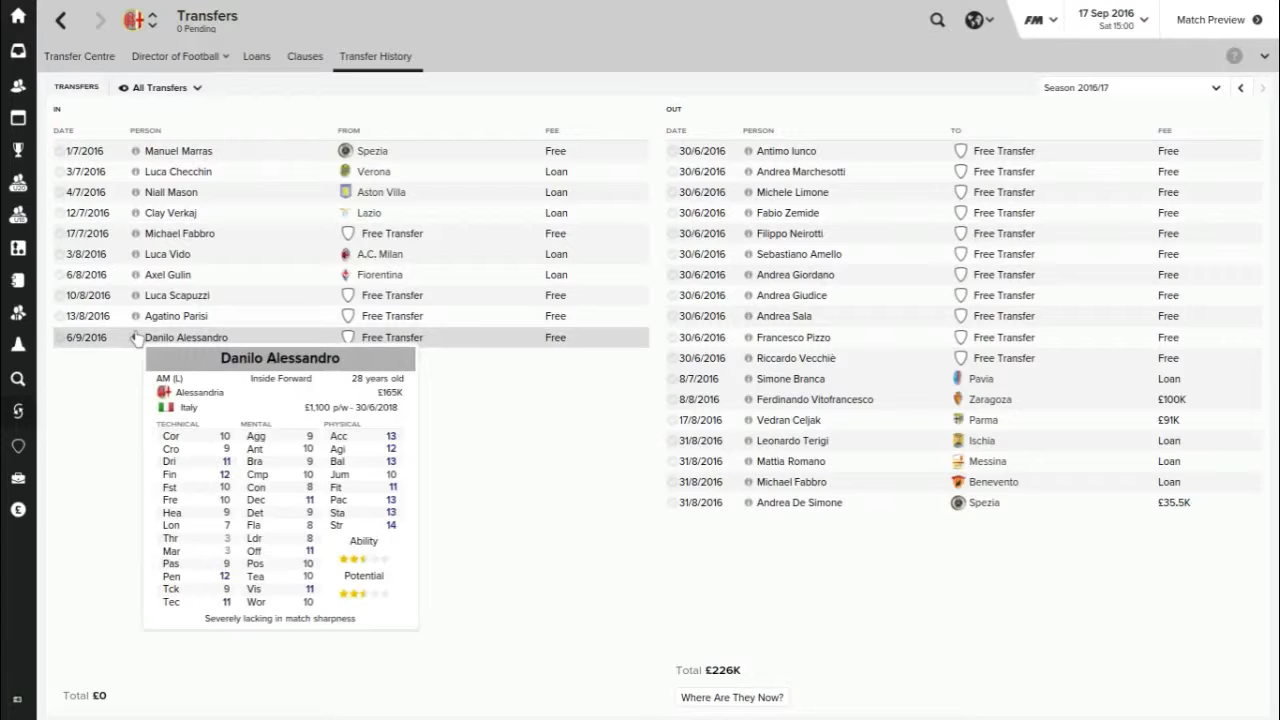 Transfers
0 Pending
FM
17 Sep 2016
Sat 15:00
Match Preview
Transfer Centre Director of Football Loans Clauses Transfer History
TRANSFERS All Transfers
Season 2016/17
IN
DATE PERSON FROM FEE
1/7/2016 Manuel Marras Spezia Free
3/7/2016 Luca Checchin Verona Loan
4/7/2016 Niall Mason Aston Villa Loan
12/7/2016 Clay Verkaj Lazio Loan
17/7/2016 Michael Fabbro Free Transfer Free
3/8/2016 Luca Vido A.C. Milan Loan
6/8/2016 Axel Gulin Fiorentina Loan
10/8/2016 Luca Scapuzzi Free Transfer Free
13/8/2016 Agatino Parisi Free Transfer Free
6/9/2016 Danilo Alessandro Free Transfer Free
Danilo Alessandro
AM (L) Inside Forward 28 years old
Alessandria £165K
Italy £1,100 p/w - 30/6/2018
TECHNICAL MENTAL PHYSICAL
Cor 10 Agg 9 Acc 13
Cro 9 Ant 10 Agi 12
Dri 11 Bra 9 Bal 13
Fin 12 Cmp 10 Jum 10
Fst 10 Con 8 Fit 11
Fre 10 Dec 11 Pac 13
Hea 9 Det 9 Sta 13
Lon 7 Fla 8 Str 14
Thr 3 Ldr 8
Ability
Mar 3 Off 11
Pas 9 Pos 10
Pen 12 Tea 10
Potential
Tck 9 Vis 11
Tec 11 Wor 10
Severely lacking in match sharpness
Total £0
OUT
DATE PERSON TO FEE
30/6/2016 Antimo Iunco Free Transfer Free
30/6/2016 Andrea Marchesotti Free Transfer Free
30/6/2016 Michele Limone Free Transfer Free
30/6/2016 Fabio Zemide Free Transfer Free
30/6/2016 Filippo Neirotti Free Transfer Free
30/6/2016 Sebastiano Amello Free Transfer Free
30/6/2016 Andrea Giordano Free Transfer Free
30/6/2016 Andrea Giudice Free Transfer Free
30/6/2016 Andrea Sala Free Transfer Free
30/6/2016 Francesco Pizzo Free Transfer Free
30/6/2016 Riccardo Vecchiè Free Transfer Free
8/7/2016 Simone Branca Pavia Loan
8/8/2016 Ferdinando Vitofrancesco Zaragoza £100K
17/8/2016 Vedran Celjak Parma £91K
31/8/2016 Leonardo Terigi Ischia Loan
31/8/2016 Mattia Romano Messina Loan
31/8/2016 Michael Fabbro Benevento Loan
31/8/2016 Andrea De Simone Spezia £35.5K
Total £226K
Where Are They Now?